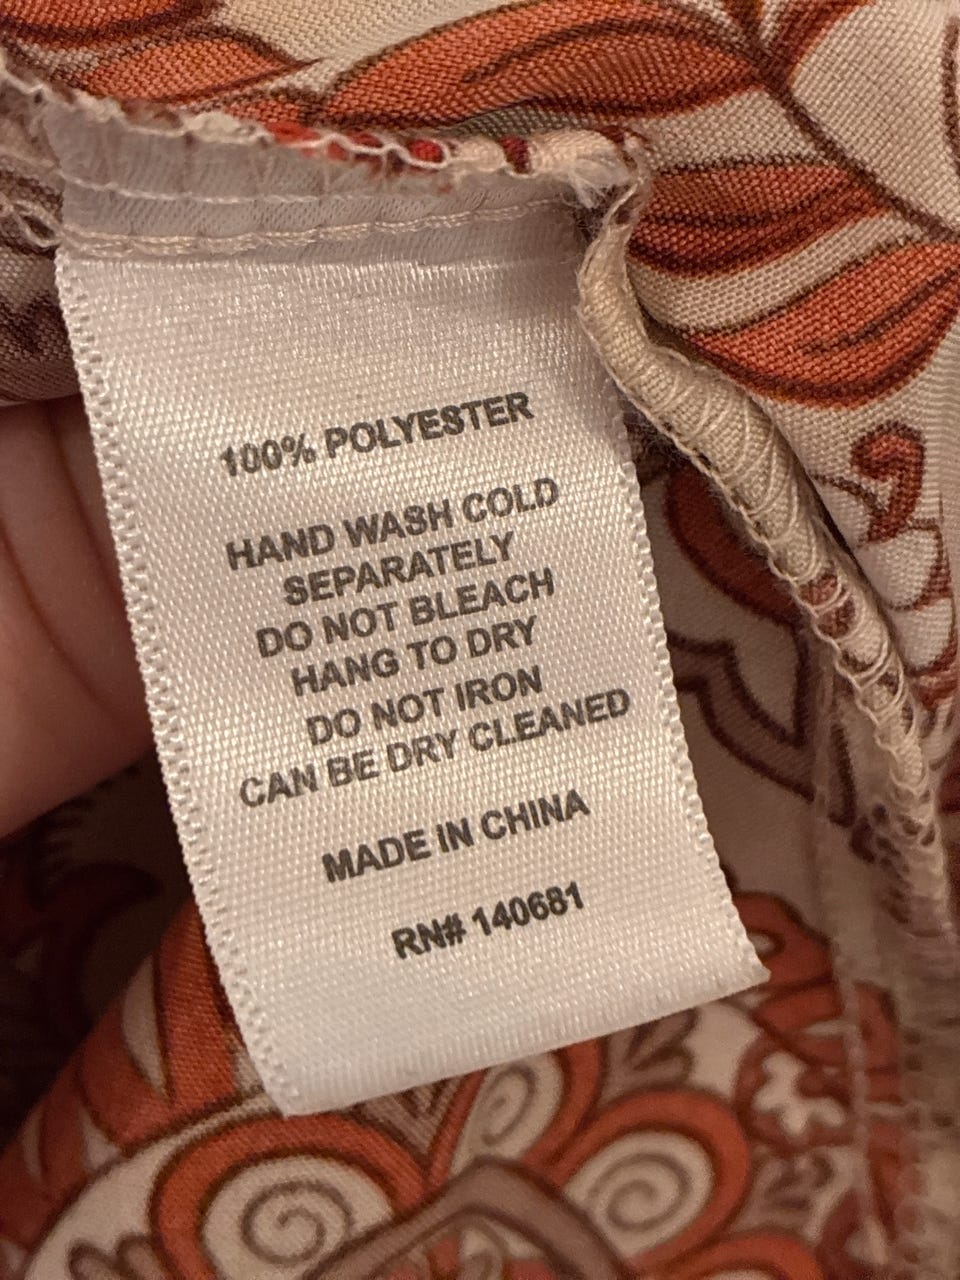 100% POLYESTER
HAND WASH COLD
SEPARATELY
DO NOT BLEACH
HANG TO DRY
DO NOT IRON
CAN BE DRY CLEANED
MADE IN CHINA
RN# 140681